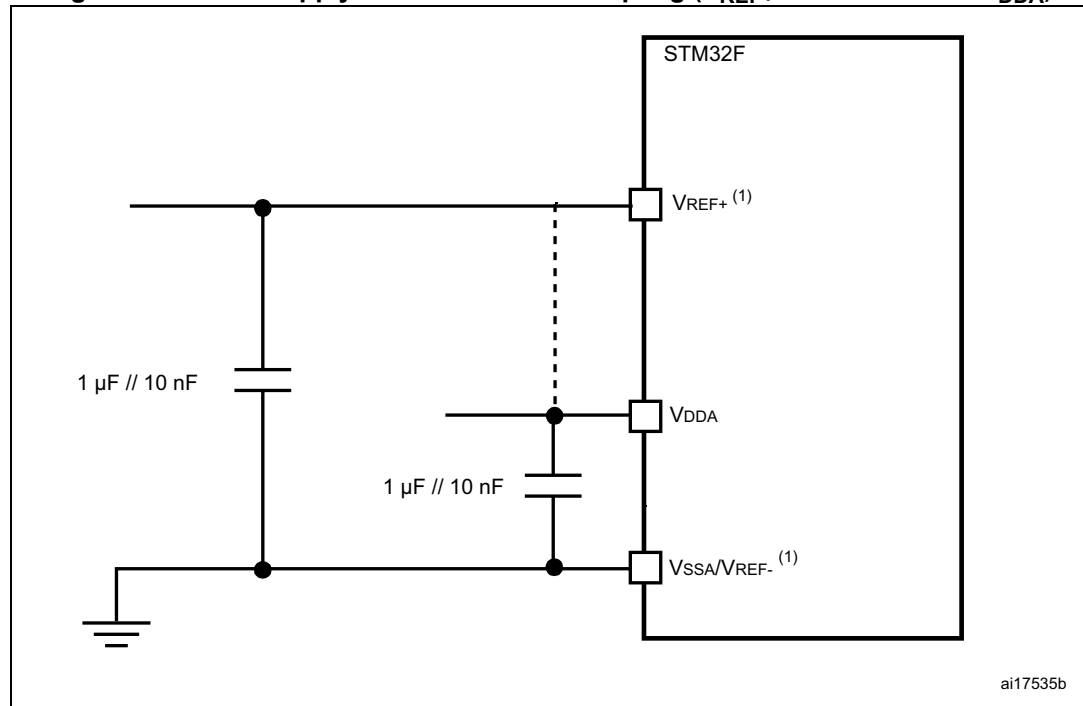 STM32F
VREF+ (1)
1 µF // 10 nF
VDDA
1 µF // 10 nF
VSSA/VREF- (1)
ai17535b